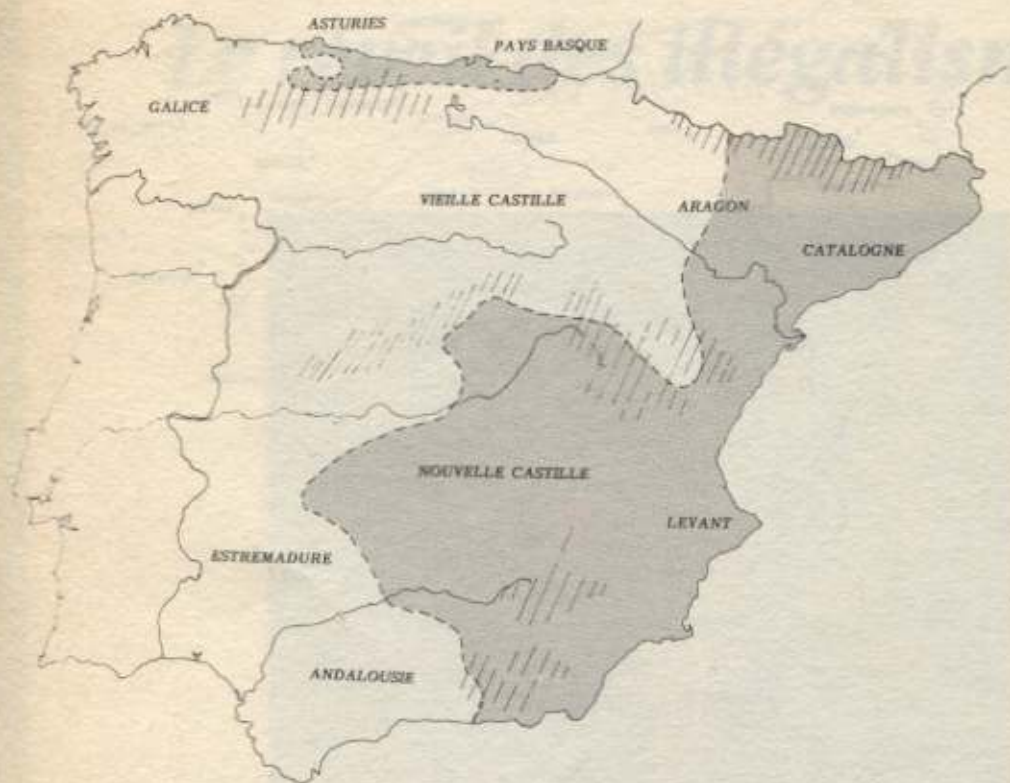 ASTURIES
PAYS BASQUE
GALICE
VIEILLE CASTILLE
ARAGON
CATALOGNE
NOUVELLE CASTILLE
LEVANT
ESTREMADURE
ANDALOUSIE